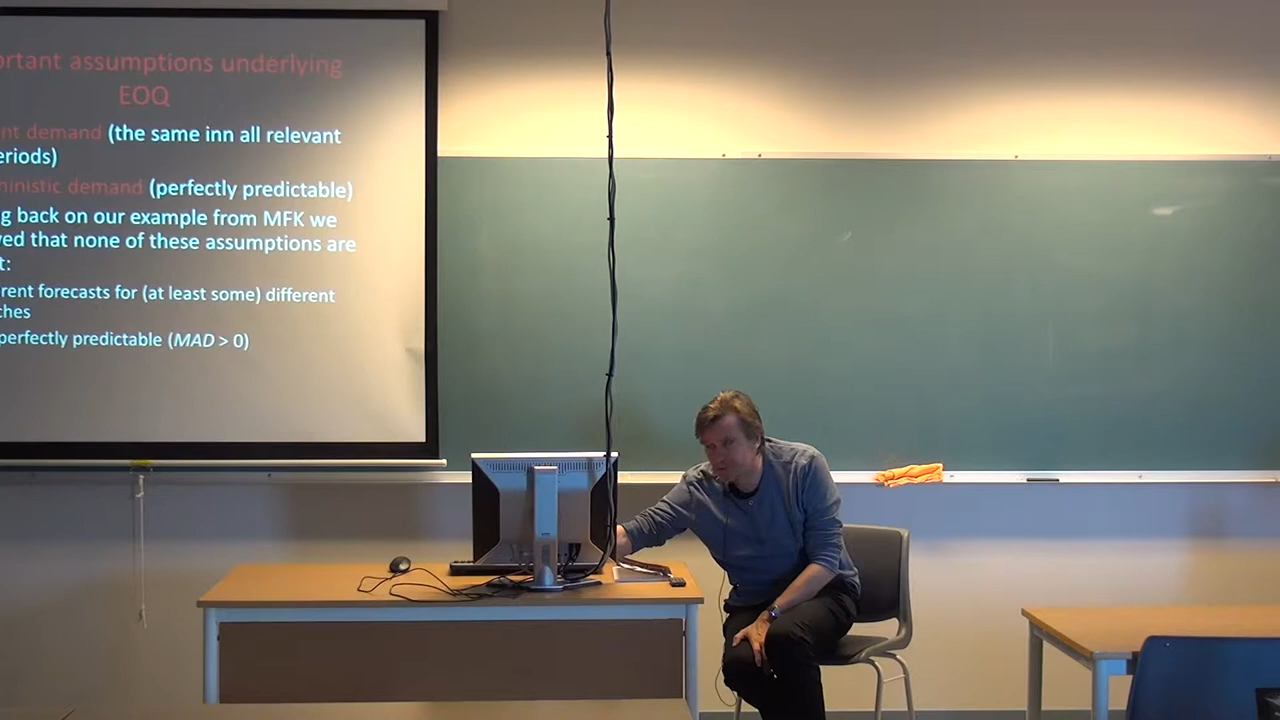 ortant assumptions underlying
EOQ
nt demand (the same inn all relevant
eriods)
ministic demand (perfectly predictable)
g back on our example from MFK we
ved that none of these assumptions are
t:
rent forecasts for (at least some) different
ches
perfectly predictable (MAD > 0)